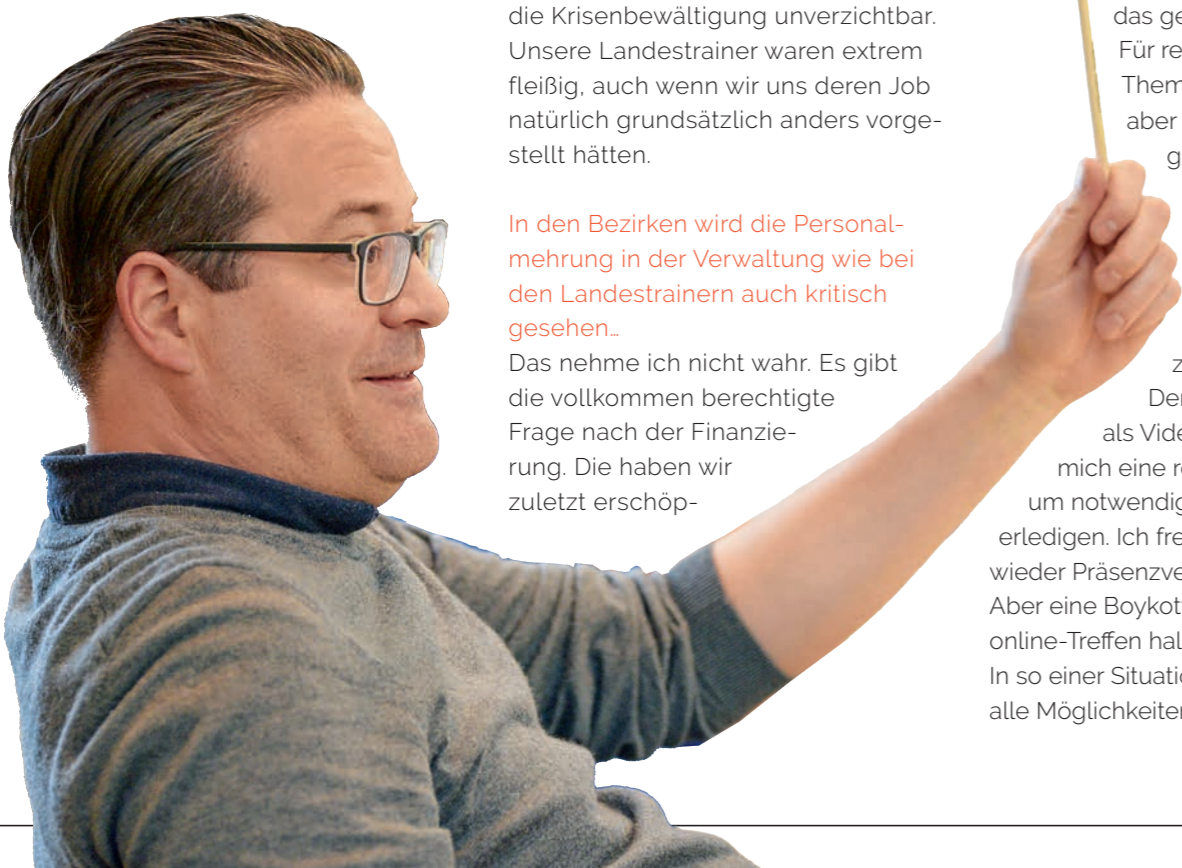 die Krisenbewältigung unverzichtbar.
Unsere Landestrainer waren extrem
fleißig, auch wenn wir uns deren Job
natürlich grundsätzlich anders vorge-
stellt hätten.
In den Bezirken wird die Personal-
mehrung in der Verwaltung wie bei
den Landestrainern auch kritisch
gesehen…
Das nehme ich nicht wahr. Es gibt
die vollkommen berechtigte
Frage nach der Finanzie-
rung. Die haben wir
zuletzt erschöp-
das ge
Für re
Them
aber
g
z
Der
als Vide
mich eine r
um notwendig
erledigen. Ich fre
wieder Präsenzve
Aber eine Boykot
online-Treffen hal
In so einer Situati
alle Möglichkeiten